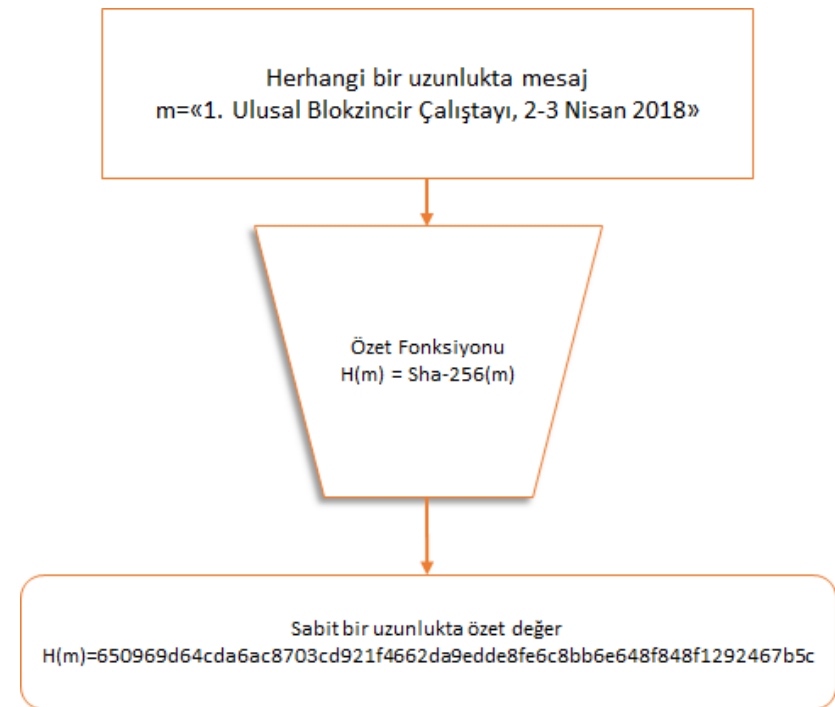 Herhangi bir uzunlukta mesaj
m=«1. Ulusal Blokzincir Çalıştayı, 2-3 Nisan 2018»
Özet Fonksiyonu
H(m) = Sha-256(m)
Sabit bir uzunlukta özet değer
H(m)=650969d64cda6ac8703cd921f4662da9edde8fe6c8bb6e648f848f1292467b5c